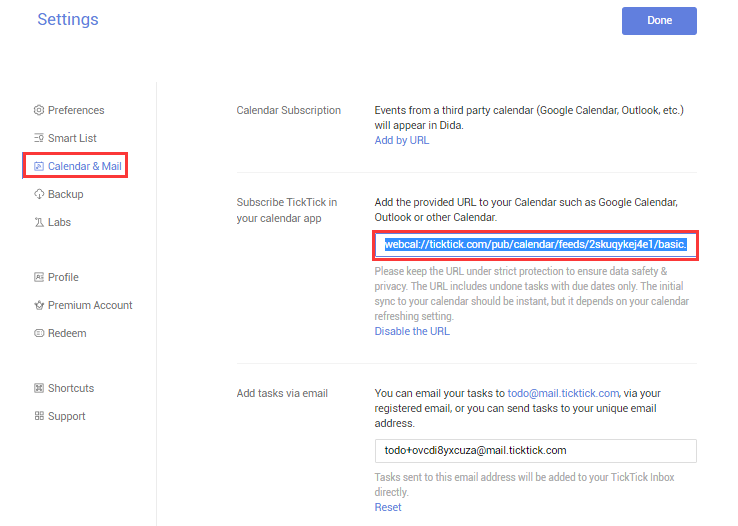 Settings
Done
Preferences
Smart List
Calendar & Mail
Backup
Labs
Profile
Premium Account
Redeem
Shortcuts
Support
Calendar Subscription
Events from a third party calendar (Google Calendar, Outlook, etc.)
will appear in Dida.
Add by URL
Subscribe TickTick in
your calendar app
Add the provided URL to your Calendar such as Google Calendar,
Outlook or other Calendar.
webcal://ticktick.com/pub/calendar/feeds/2skuqykej4e1/basic.
Please keep the URL under strict protection to ensure data safety &
privacy. The URL includes undone tasks with due dates only. The initial
sync to your calendar should be instant, but it depends on your calendar
refreshing setting.
Disable the URL
Add tasks via email
You can email your tasks to todo@mail.ticktick.com, via your
registered email, or you can send tasks to your unique email
address.
todo+ovcdi8yxcuza@mail.ticktick.com
Tasks sent to this email address will be added to your TickTick Inbox
directly.
Reset